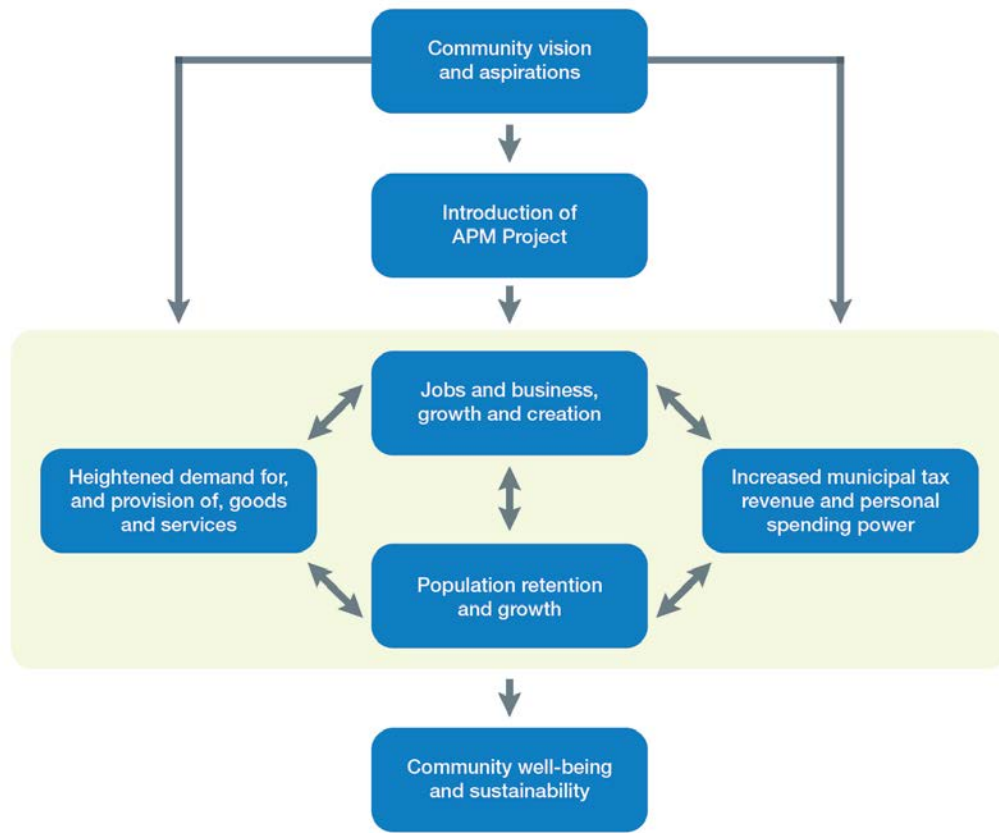 Community vision
and aspirations
Introduction of
APM Project
Jobs and business,
growth and creation
Heightened demand for,
and provision of, goods
and services
Increased municipal tax
revenue and personal
spending power
Population retention
and growth
Community well-being
and sustainability